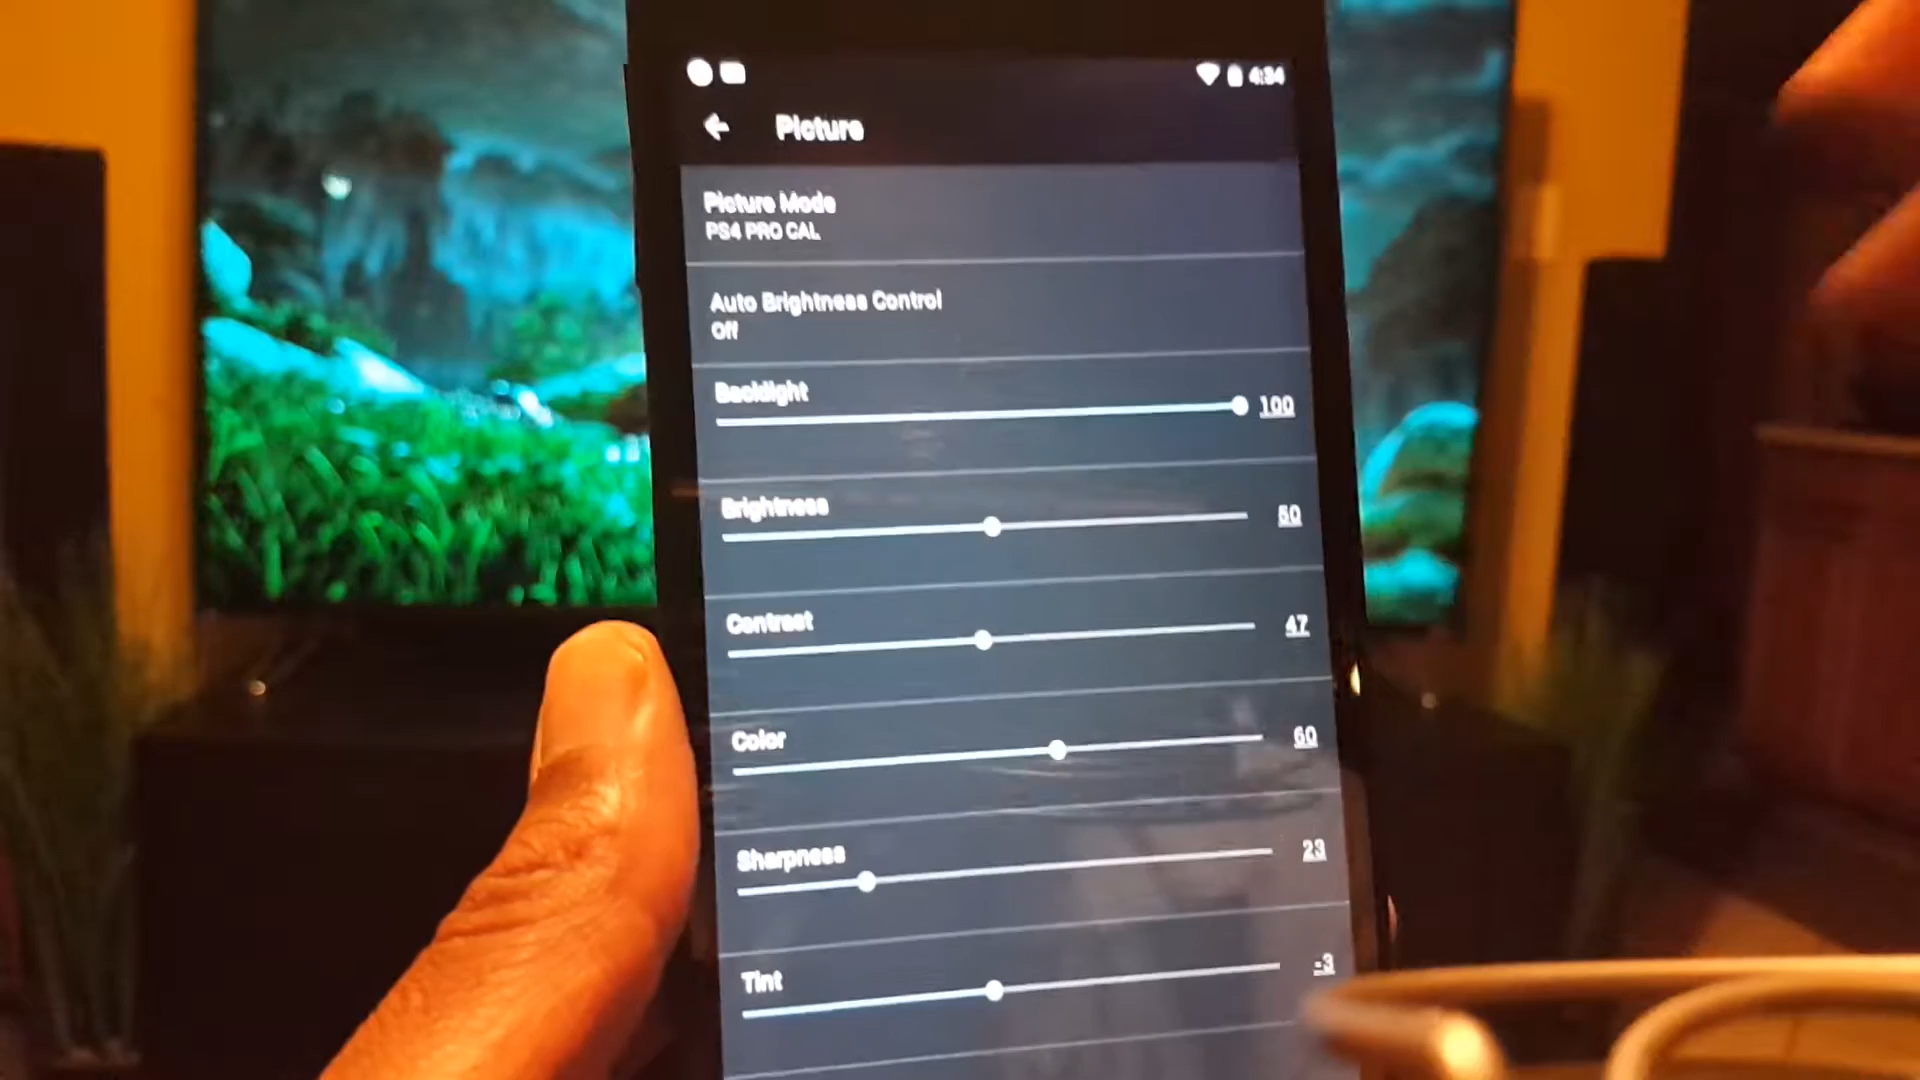 4:34
Picture
Picture Mode
PS4 PRO CAL
Auto Brightness Control
Off
Backlight
100
Brightness
50
Contrast
47
Color
60
Sharpness
23
Tint
-3